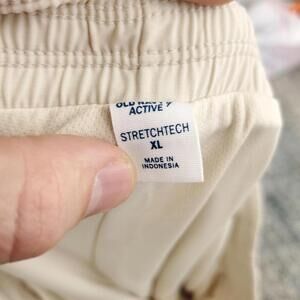 OLD NAVY
ACTIVE
STRETCHTECH
XL
MADE IN
INDONESIA